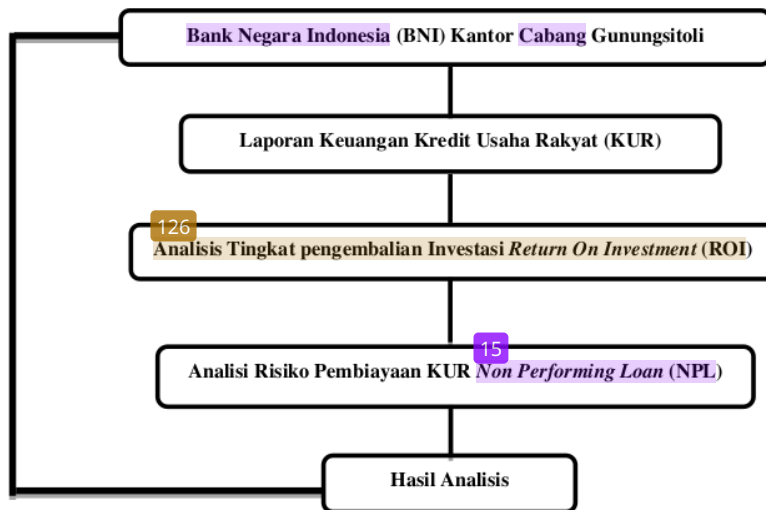 Bank Negara Indonesia (BNI) Kantor Cabang Gunungsitoli
Laporan Keuangan Kredit Usaha Rakyat (KUR)
126
Analisis Tingkat pengembalian Investasi Return On Investment (ROI)
15
Analisi Risiko Pembiayaan KUR Non Performing Loan (NPL)
Hasil Analisis